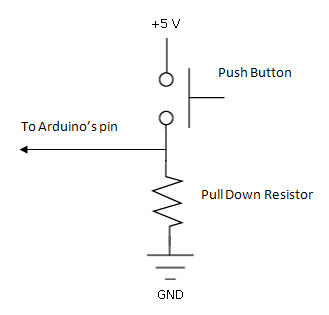 +5 V
Push Button
To Arduino's pin
Pull Down Resistor
GND